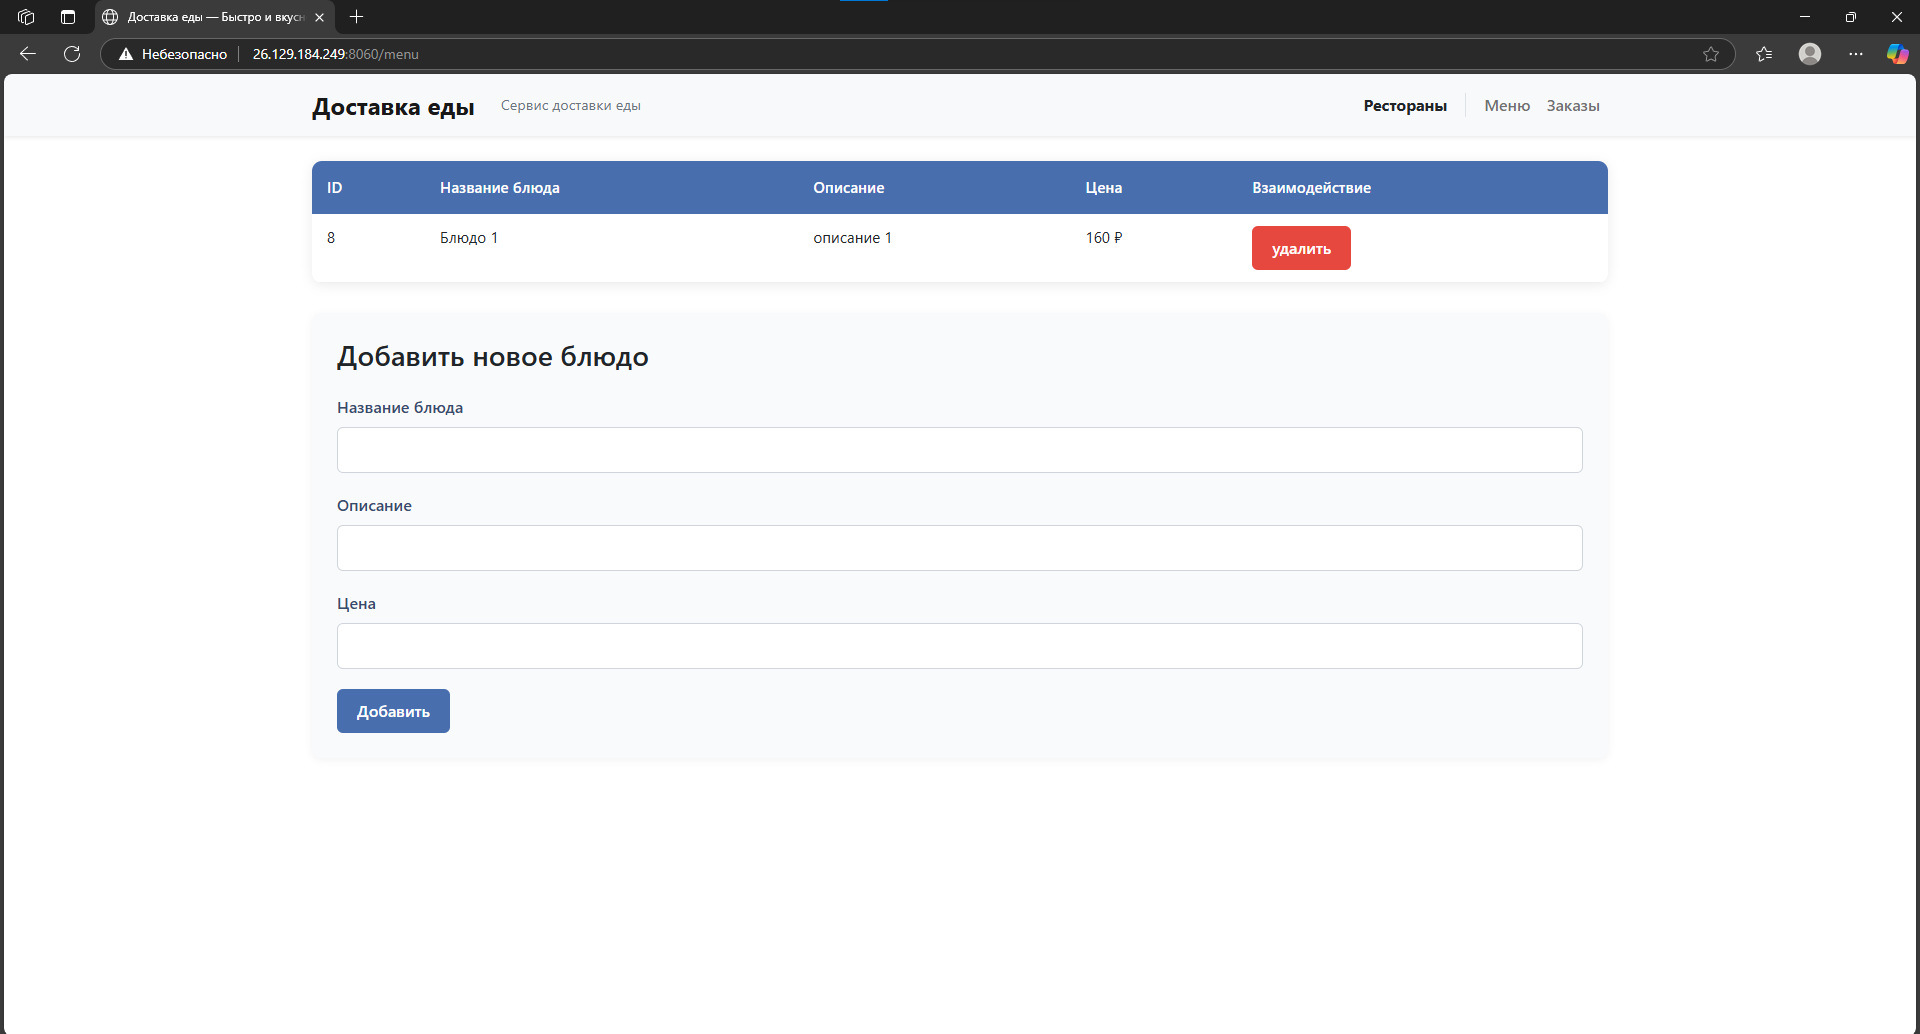 Доставка еды — Быстро и вкусн
Небезопасно 26.129.184.249:8060/menu
Доставка еды Сервис доставки еды Рестораны Меню Заказы
ID Название блюда Описание Цена Взаимодействие
8 Блюдо 1 описание 1 160 ₽ удалить
Добавить новое блюдо
Название блюда
Описание
Цена
Добавить